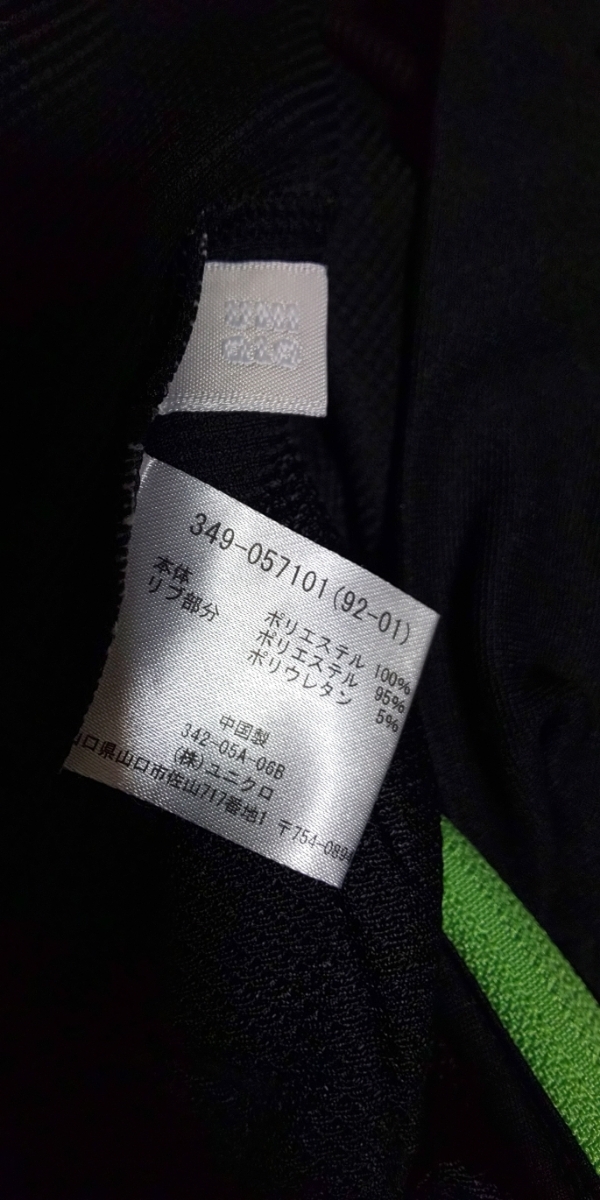 349-057101(92-01)
本体 ポリエステル 100%
リブ部分 ポリエステル 95%
ポリウレタン 5%
中国製
342-05A-06B
(株)ユニクロ
山口県山口市佐山717番地1 〒754-0894